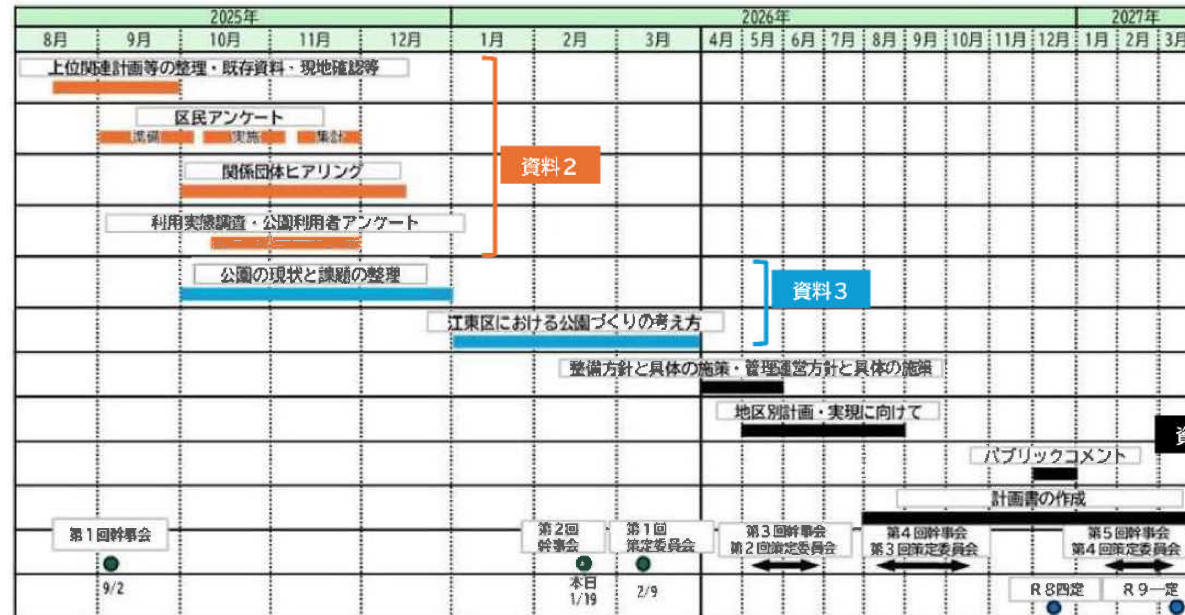 2025年 2026年 2027年
8月 9月 10月 11月 12月 1月 2月 3月 4月 5月 6月 7月 8月 9月 10月 11月 12月 1月 2月 3月
上位関連計画等の整理・既存資料・現地確認等
区民アンケート
準備 実施 集計
関係団体ヒアリング
資料2
利用実態調査・公園利用者アンケート
公園の現状と課題の整理
資料3
江東区における公園づくりの考え方
整備方針と具体の施策・管理運営方針と具体の施策
地区別計画・実現に向けて
資
パブリックコメント
計画書の作成
第1回幹事会
第2回
幹事会
第1回
策定委員会
第3回幹事会
第2回策定委員会
第4回幹事会
第3回策定委員会
第5回幹事会
第4回策定委員会
9/2
本日
1/19
2/9
R8四定
R9一定